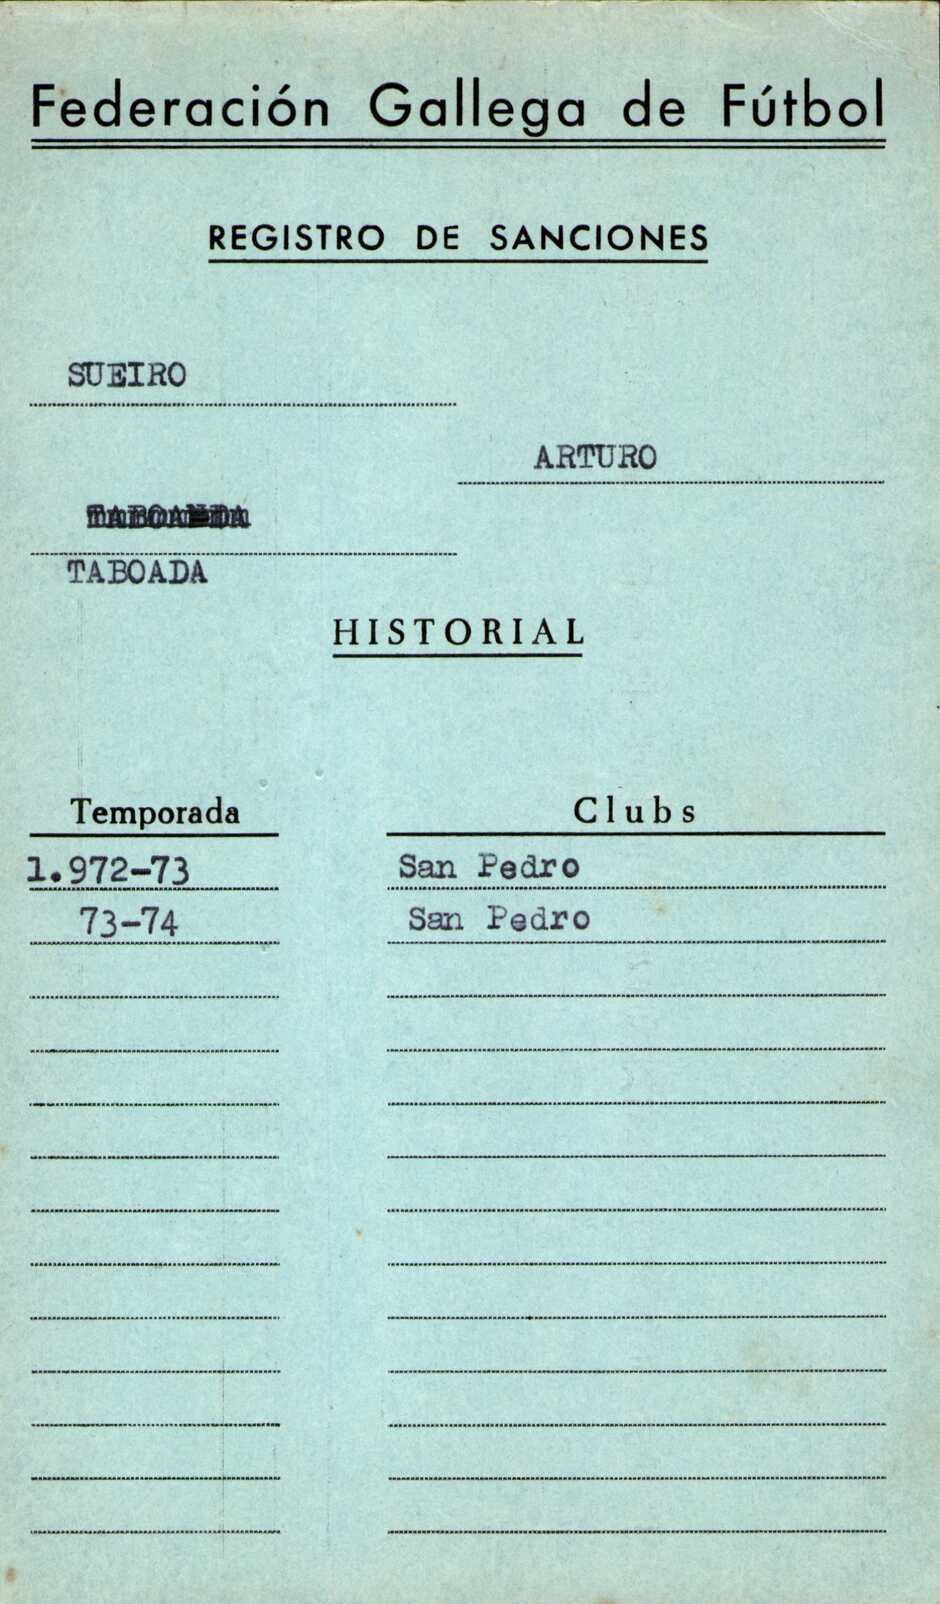 Federación Gallega de Fútbol
REGISTRO DE SANCIONES
SUEIRO
ARTURO
TABOADA
HISTORIAL
Temporada Clubs
1.972-73 San Pedro
73-74 San Pedro